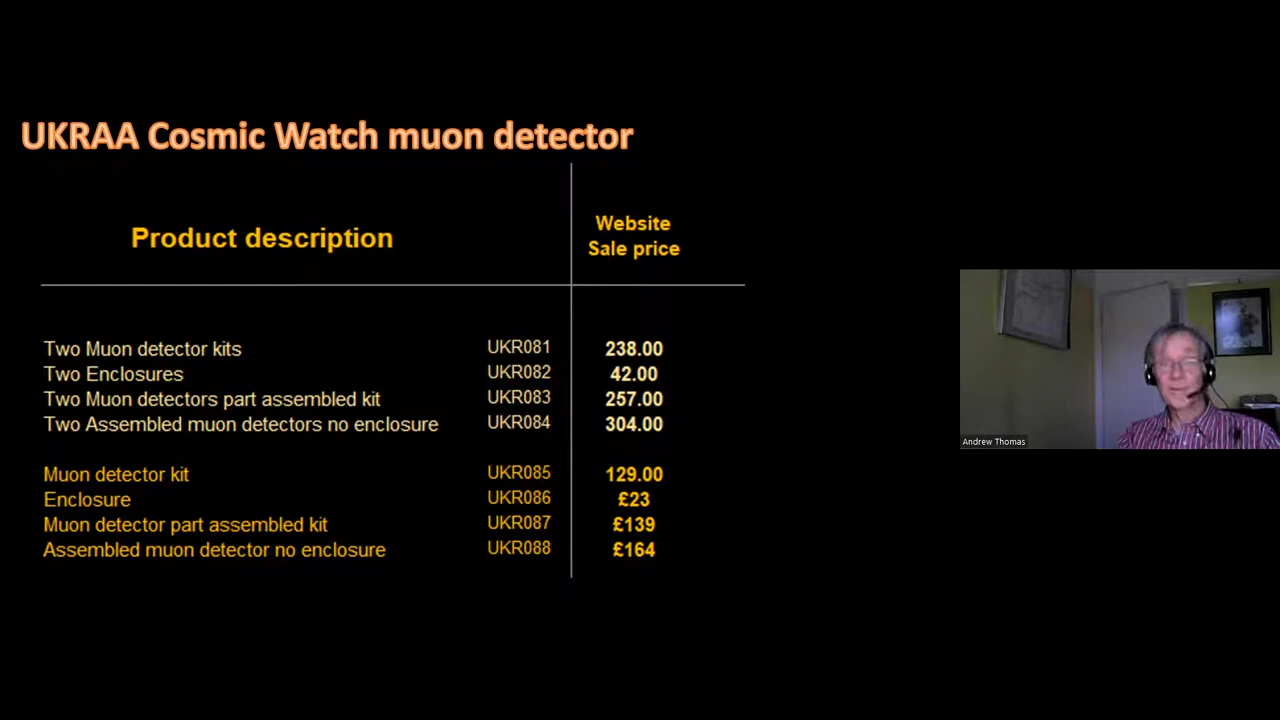 UKRAA Cosmic Watch muon detector
Product description
Website
Sale price
Two Muon detector kits UKR081 238.00
Two Enclosures UKR082 42.00
Two Muon detectors part assembled kit UKR083 257.00
Two Assembled muon detectors no enclosure UKR084 304.00
Muon detector kit UKR085 129.00
Enclosure UKR086 £23
Muon detector part assembled kit UKR087 £139
Assembled muon detector no enclosure UKR088 £164
Andrew Thomas